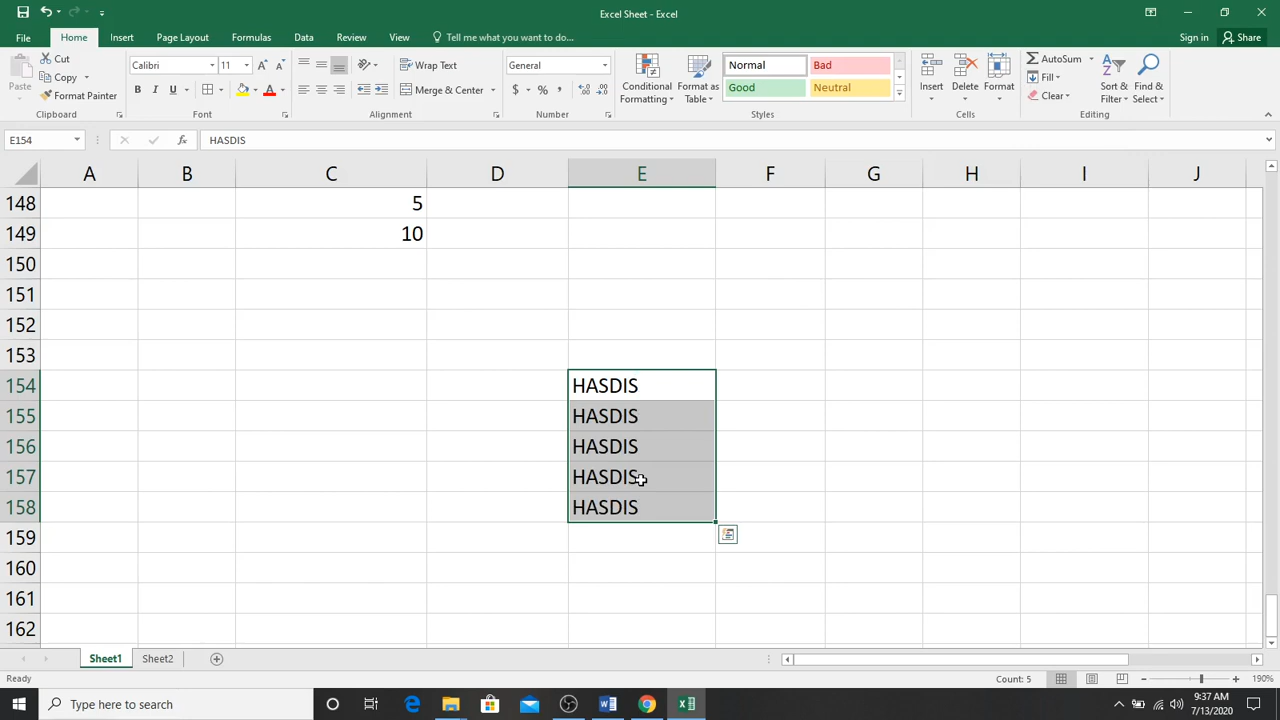 Excel Sheet - Excel
Sign in
Share
File
Home
Insert
Page Layout
Formulas
Data
Review
View
Tell me what you want to do...
Paste
Cut
Copy
Format Painter
Clipboard
Calibri
11
B I U
Font
Wrap Text
Merge & Center
Alignment
General
$ % ,
Number
Conditional Formatting
Format as Table
Normal
Bad
Good
Neutral
Styles
Insert
Delete
Format
Cells
AutoSum
Fill
Clear
Sort & Filter
Find & Select
Editing
E154
fx
HASDIS
A B C D E F G H I J
148 5
149 10
150
151
152
153
154 HASDIS
155 HASDIS
156 HASDIS
157 HASDIS
158 HASDIS
159
160
161
162
Sheet1
Sheet2
Ready
Count: 5
190%
Type here to search
9:37 AM
7/13/2020